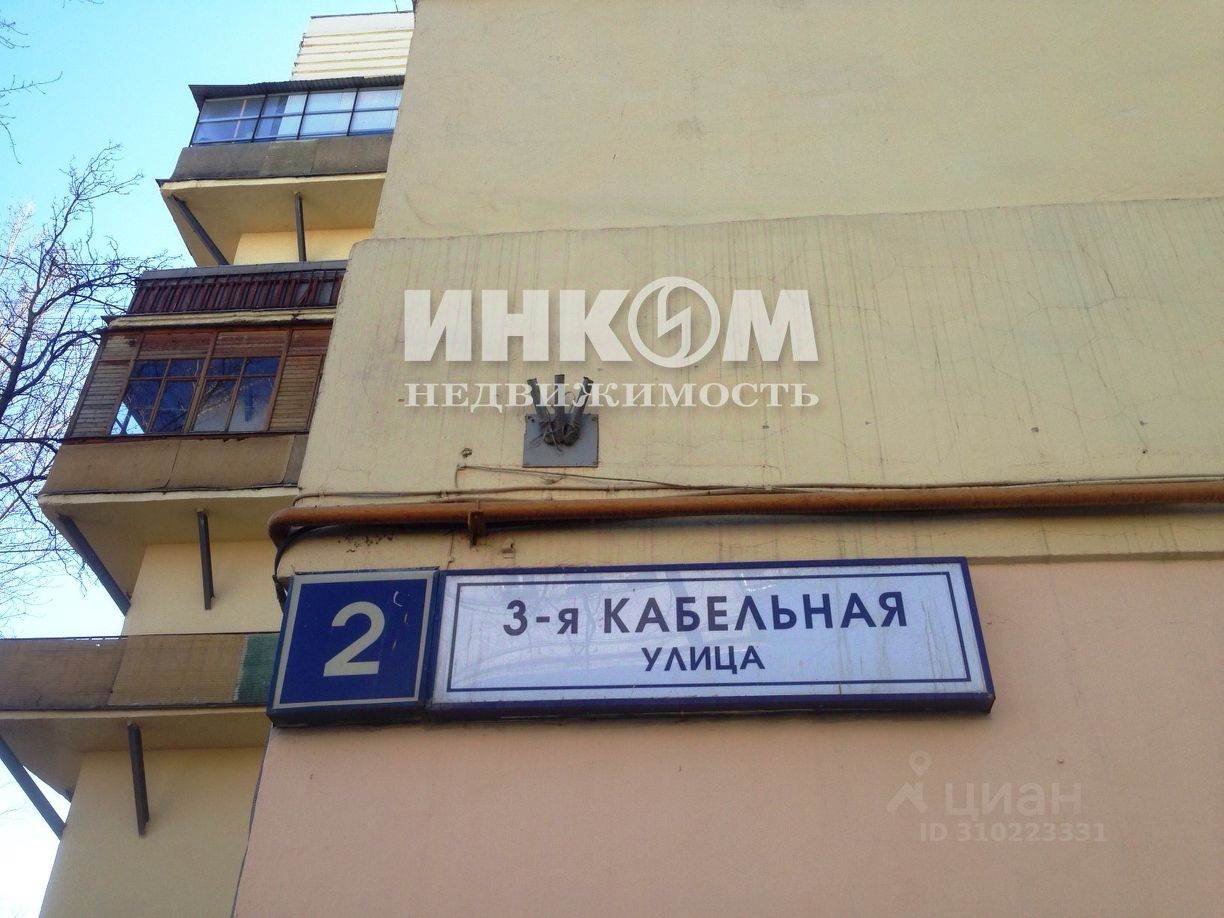 ИНКОМ
НЕДВИЖИМОСТЬ
2
3-я КАБЕЛЬНАЯ
УЛИЦА
циан
ID 310223331